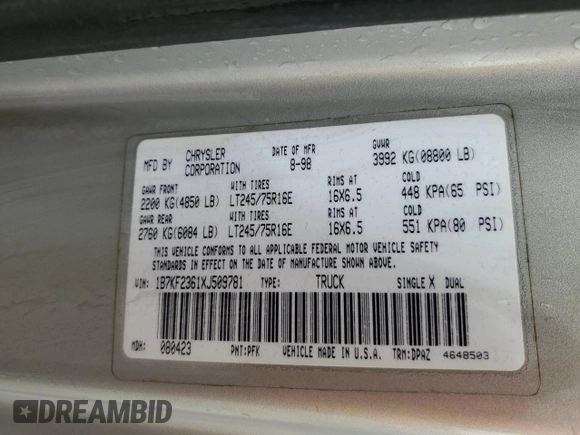 MFD BY CHRYSLER CORPORATION DATE OF MFR 8-98 GVWR 3992 KG(08800 LB)
GAWR FRONT WITH TIRES RIMS AT COLD
2200 KG(4850 LB) LT245/75R16E 16X6.5 448 KPA(65 PSI)
GAWR REAR WITH TIRES RIMS AT COLD
2760 KG(6084 LB) LT245/75R16E 16X6.5 551 KPA(80 PSI)
THIS VEHICLE CONFORMS TO ALL APPLICABLE FEDERAL MOTOR VEHICLE SAFETY
STANDARDS IN EFFECT ON THE DATE OF MANUFACTURE SHOWN ABOVE.
VIN: 1B7KF2361XJ509781 TYPE: TRUCK SINGLE X DUAL
MDH: 080423 PNT:PFK VEHICLE MADE IN U.S.A. TRM:DPAZ 4648503
DREAMBID